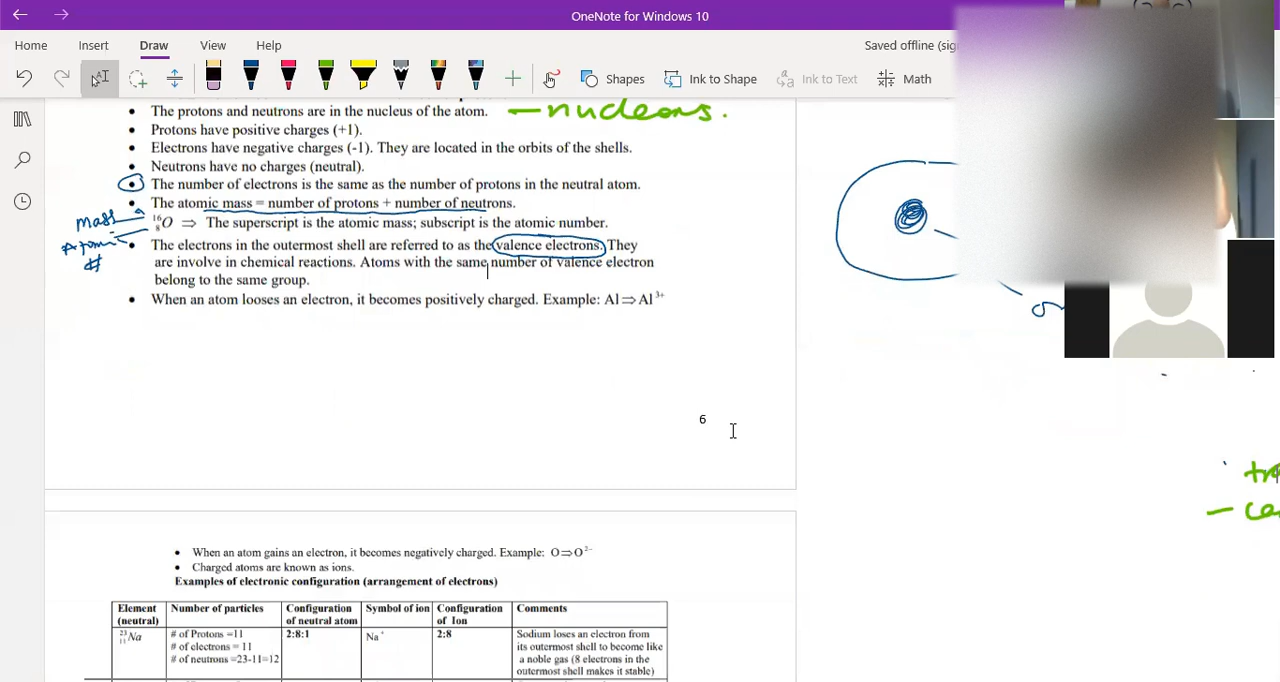 OneNote for Windows 10
Home Insert Draw View Help Saved offline (sig
Shapes Ink to Shape Ink to Text Math
• The protons and neutrons are in the nucleus of the atom. — nucleons.
• Protons have positive charges (+1).
• Electrons have negative charges (-1). They are located in the orbits of the shells.
• Neutrons have no charges (neutral).
• The number of electrons is the same as the number of protons in the neutral atom.
• The atomic mass = number of protons + number of neutrons.
mass
¹⁶₈O ⇒ The superscript is the atomic mass; subscript is the atomic number.
Atomic
#
• The electrons in the outermost shell are referred to as the valence electrons. They
are involve in chemical reactions. Atoms with the same number of valence electron
belong to the same group.
• When an atom looses an electron, it becomes positively charged. Example: Al⇒Al³⁺
6
• When an atom gains an electron, it becomes negatively charged. Example: O⇒O²⁻
• Charged atoms are known as ions.
Examples of electronic configuration (arrangement of electrons)
Element (neutral) Number of particles Configuration of neutral atom Symbol of ion Configuration of Ion Comments
²³₁₁Na # of Protons =11 2:8:1 Na⁺ 2:8 Sodium loses an electron from
# of electrons = 11 its outermost shell to become like
# of neutrons =23-11=12 a noble gas (8 electrons in the
outermost shell makes it stable)